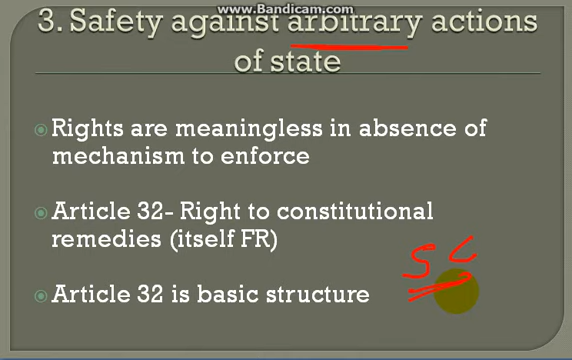 www.Bandicam.com
3. Safety against arbitrary actions
of state
Rights are meaningless in absence of
mechanism to enforce
Article 32- Right to constitutional
remedies (itself FR)
SC
Article 32 is basic structure